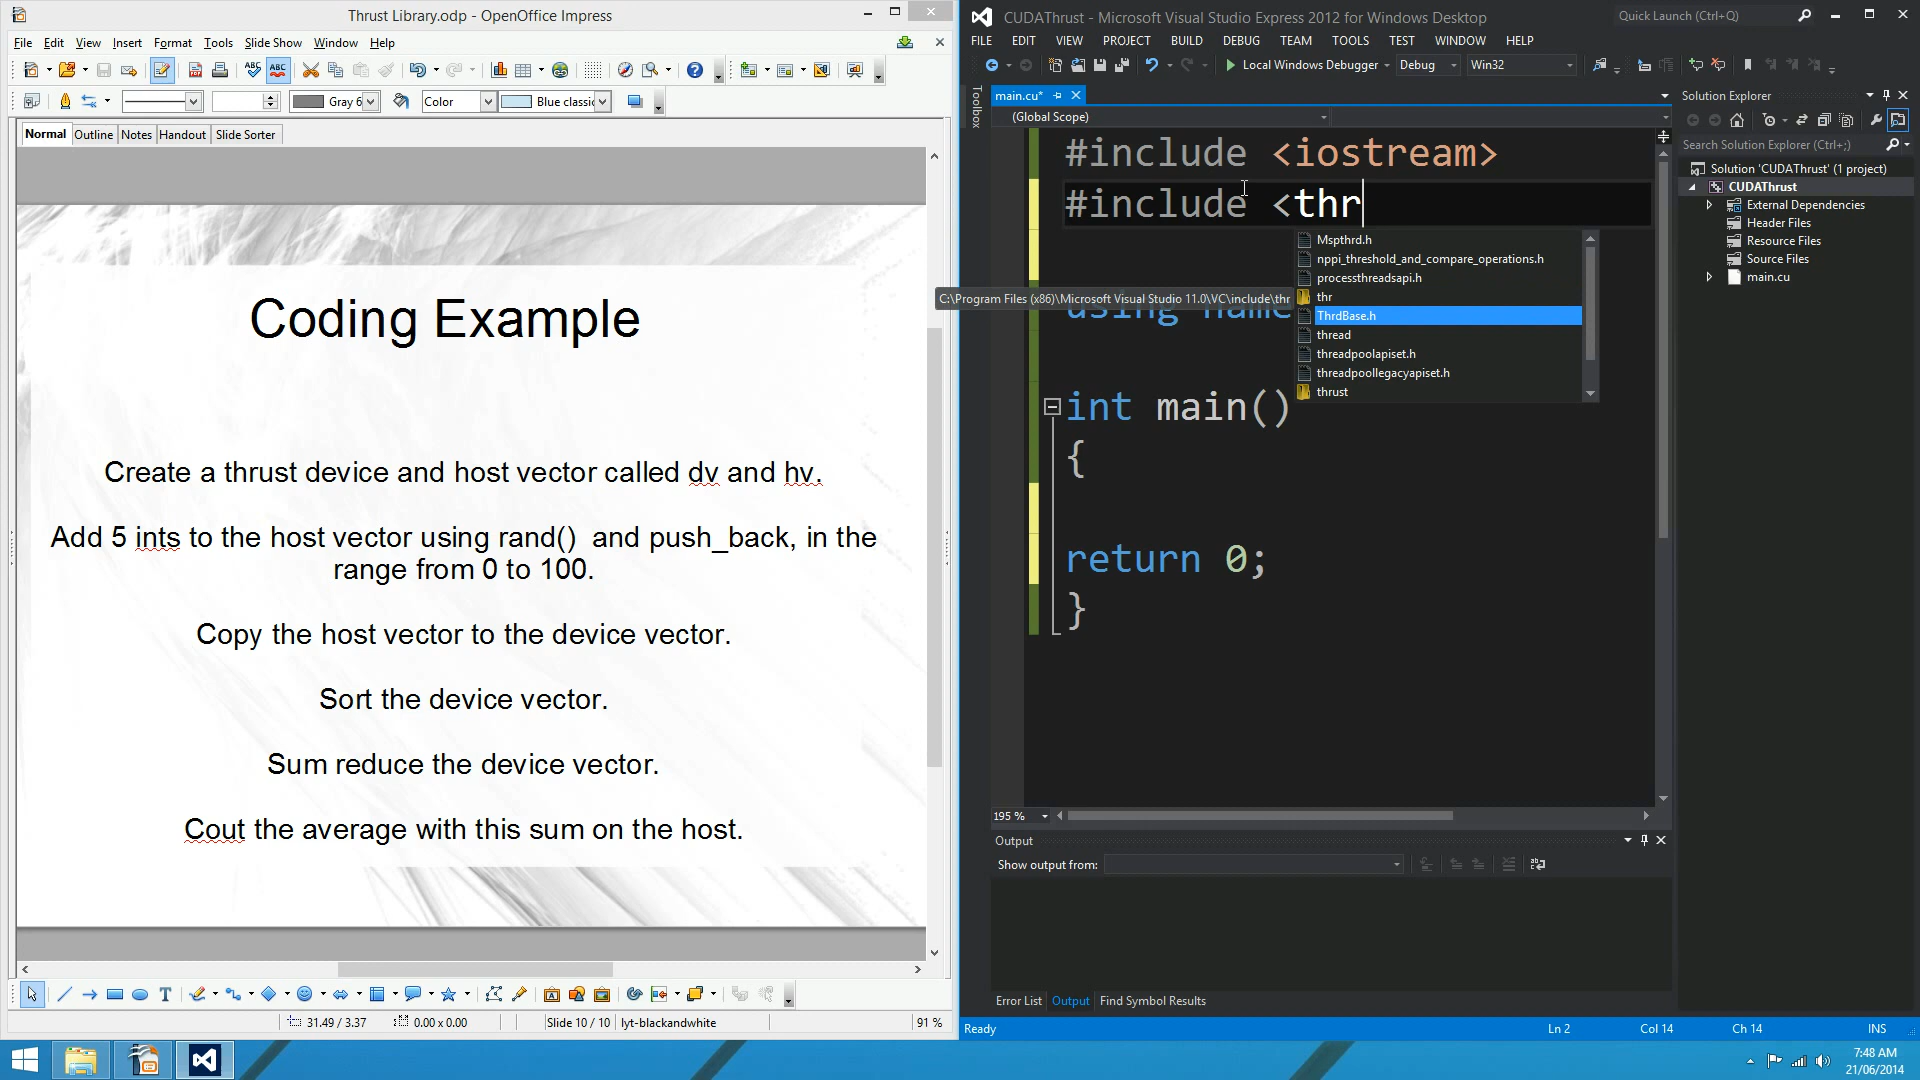 Thrust Library.odp - OpenOffice Impress
File Edit View Insert Format Tools Slide Show Window Help
Gray 6
Color
Blue classic
Normal Outline Notes Handout Slide Sorter
Coding Example
Create a thrust device and host vector called dv and hv.
Add 5 ints to the host vector using rand()  and push_back, in the
range from 0 to 100.
Copy the host vector to the device vector.
Sort the device vector.
Sum reduce the device vector.
Cout the average with this sum on the host.
31.49 / 3.37 0.00 x 0.00 Slide 10 / 10 lyt-blackandwhite 91 %
CUDAThrust - Microsoft Visual Studio Express 2012 for Windows Desktop
Quick Launch (Ctrl+Q)
FILE EDIT VIEW PROJECT BUILD DEBUG TEAM TOOLS TEST WINDOW HELP
Local Windows Debugger Debug Win32
Toolbox
main.cu*
(Global Scope)
#include <iostream>
#include <thr
Mspthrd.h
nppi_threshold_and_compare_operations.h
processthreadsapi.h
thr
ThrdBase.h
thread
threadpoolapiset.h
threadpoollegacyapiset.h
thrust
C:\Program Files (x86)\Microsoft Visual Studio 11.0\VC\include\thr
using name
int main()
{
return 0;
}
195 %
Output
Show output from:
Error List Output Find Symbol Results
Ready Ln 2 Col 14 Ch 14 INS
Solution Explorer
Search Solution Explorer (Ctrl+;)
Solution 'CUDAThrust' (1 project)
CUDAThrust
External Dependencies
Header Files
Resource Files
Source Files
main.cu
7:48 AM
21/06/2014